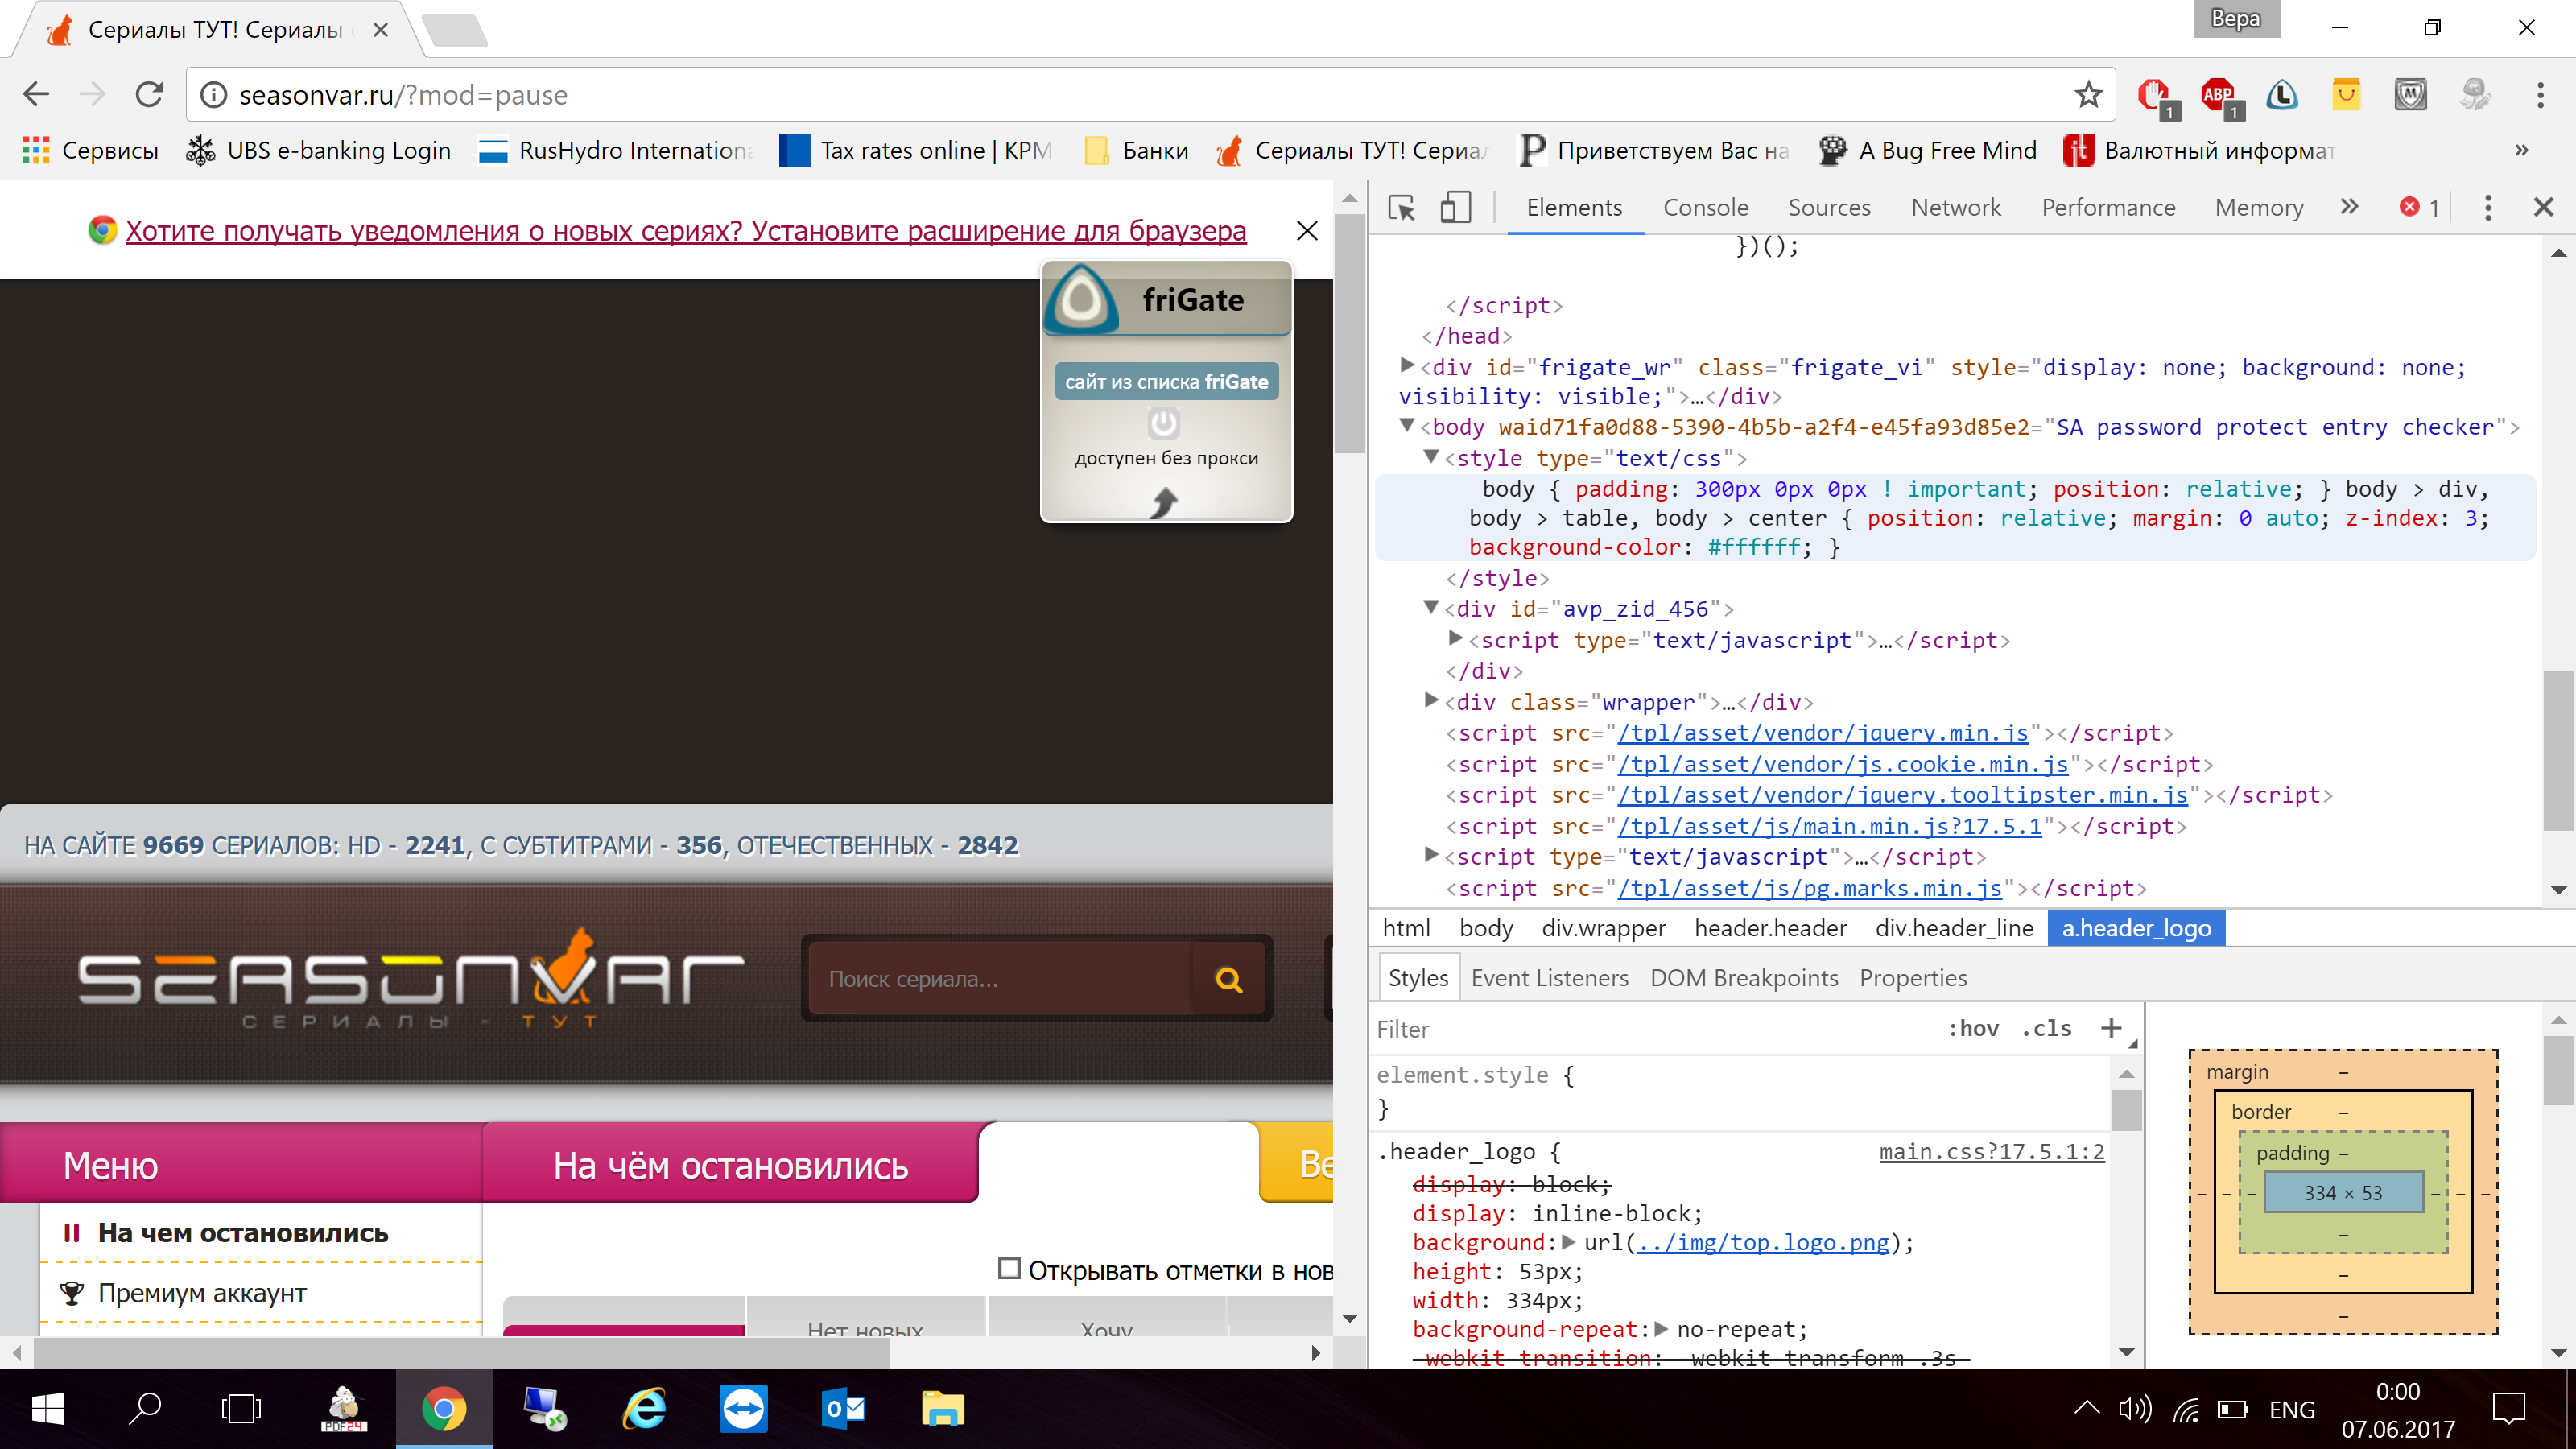 Сериалы ТУТ! Сериалы
Вера
seasonvar.ru/?mod=pause
1
1
Сервисы
UBS e-banking Login
RusHydro Internationa
Tax rates online | KPM
Банки
Сериалы ТУТ! Сериал
Приветствуем Вас на
A Bug Free Mind
Валютный информат
»
Хотите получать уведомления о новых сериях? Установите расширение для браузера
friGate
сайт из списка friGate
доступен без прокси
НА САЙТЕ 9669 СЕРИАЛОВ: HD - 2241, С СУБТИТРАМИ - 356, ОТЕЧЕСТВЕННЫХ - 2842
SEASONVAR
СЕРИАЛЫ - ТУТ
Поиск сериала...
Меню
На чём остановились
Ве
На чем остановились
Премиум аккаунт
Открывать отметки в нов
Нет новых
Хочу
Elements Console Sources Network Performance Memory » 1
})();
</script>
</head>
<div id="frigate_wr" class="frigate_vi" style="display: none; background: none;
visibility: visible;">…</div>
<body waid71fa0d88-5390-4b5b-a2f4-e45fa93d85e2="SA password protect entry checker">
<style type="text/css">
body { padding: 300px 0px 0px ! important; position: relative; } body > div,
body > table, body > center { position: relative; margin: 0 auto; z-index: 3;
background-color: #ffffff; }
</style>
<div id="avp_zid_456">
<script type="text/javascript">…</script>
</div>
<div class="wrapper">…</div>
<script src="/tpl/asset/vendor/jquery.min.js"></script>
<script src="/tpl/asset/vendor/js.cookie.min.js"></script>
<script src="/tpl/asset/vendor/jquery.tooltipster.min.js"></script>
<script src="/tpl/asset/js/main.min.js?17.5.1"></script>
<script type="text/javascript">…</script>
<script src="/tpl/asset/js/pg.marks.min.js"></script>
html body div.wrapper header.header div.header_line a.header_logo
Styles Event Listeners DOM Breakpoints Properties
Filter :hov .cls +
element.style {
}
.header_logo { main.css?17.5.1:2
display: block;
display: inline-block;
background: url(../img/top.logo.png);
height: 53px;
width: 334px;
background-repeat: no-repeat;
-webkit-transition: -webkit-transform .3s
margin –
border –
padding –
– – – 334 × 53 – – –
–
–
–
ABP
PDF24
ENG
0:00
07.06.2017